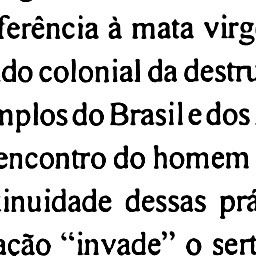 ferência à mata virg
do colonial da destru
mplos do Brasil e dos
encontro do homem
inuidade dessas prá
ação “invade” o sert